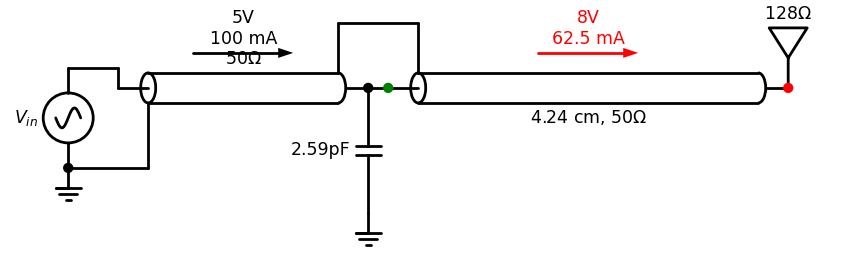 5V
100 mA
50Ω
8V
62.5 mA
128Ω
V_in
4.24 cm, 50Ω
2.59pF